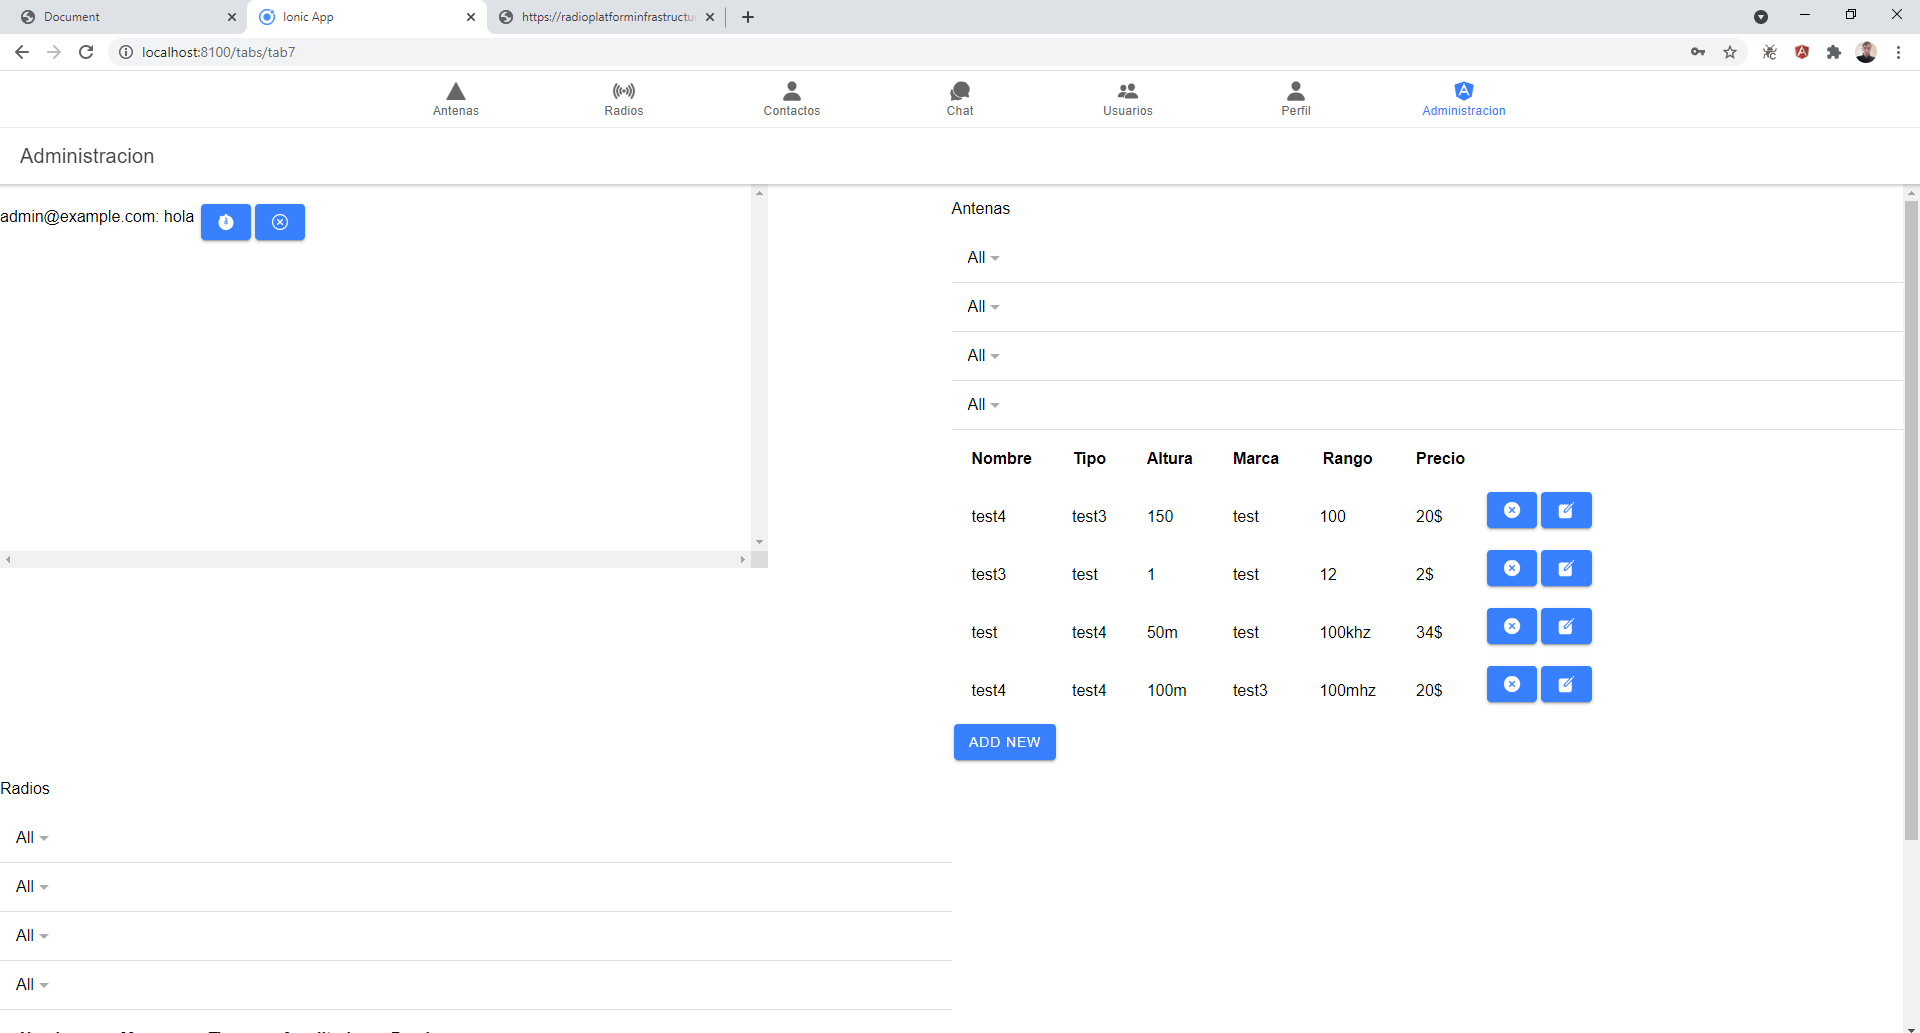 Document
Ionic App
https://radioplatforminfrastructu
localhost:8100/tabs/tab7
Antenas
Radios
Contactos
Chat
Usuarios
Perfil
Administracion
Administracion
admin@example.com: hola
Antenas
All
All
All
All
Nombre Tipo Altura Marca Rango Precio
test4 test3 150 test 100 20$
test3 test 1 test 12 2$
test test4 50m test 100khz 34$
test4 test4 100m test3 100mhz 20$
ADD NEW
Radios
All
All
All
All